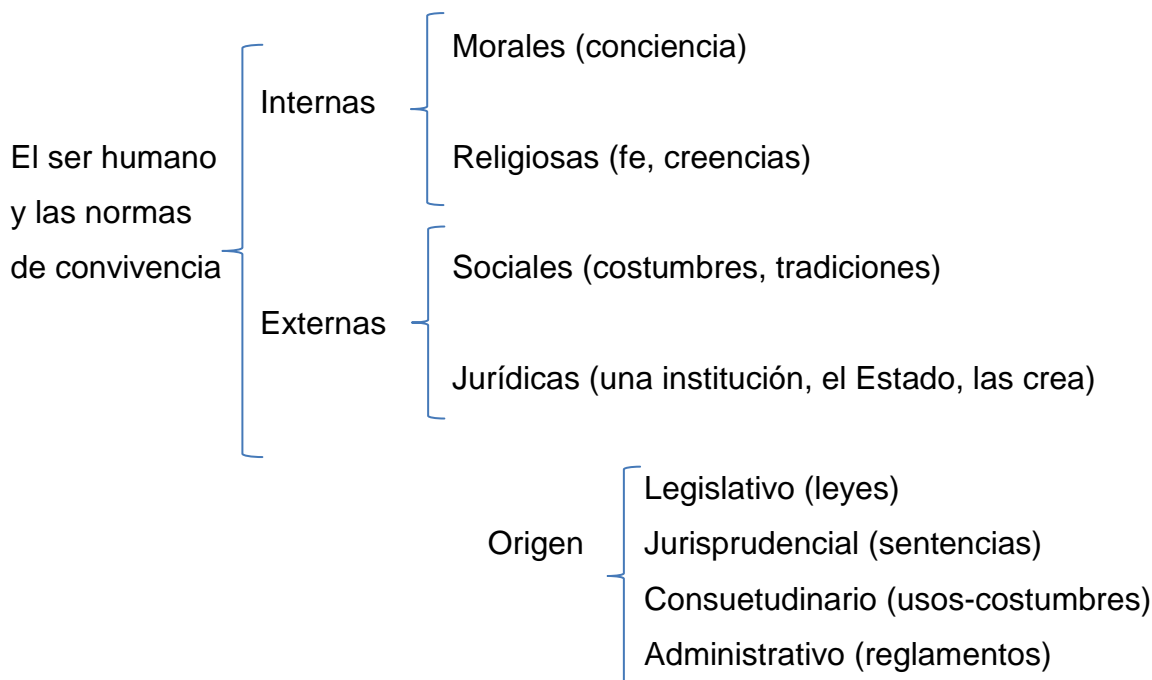 Morales (conciencia)
Internas
El ser humano
y las normas
de convivencia
Religiosas (fe, creencias)
Sociales (costumbres, tradiciones)
Externas
Jurídicas (una institución, el Estado, las crea)
Legislativo (leyes)
Origen
Jurisprudencial (sentencias)
Consuetudinario (usos-costumbres)
Administrativo (reglamentos)